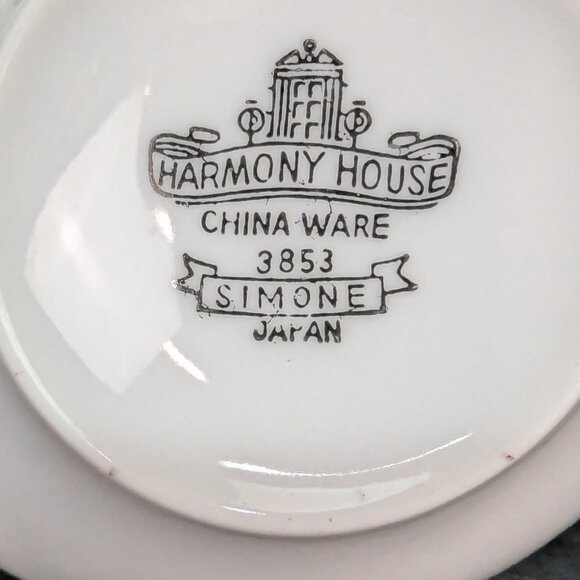 HARMONY HOUSE
CHINA WARE
3853
SIMONE
JAPAN